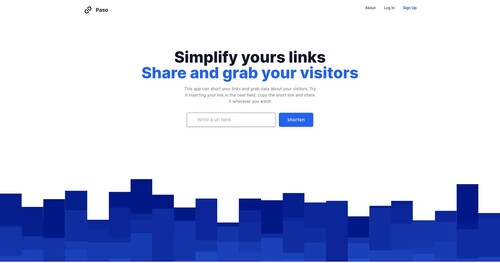 Paso
About
Log In
Sign Up
Simplify yours links
Share and grab your visitors
This app can short your links and grab data about your visitors. Try
it inserting your link in the next field, copy the short link and share
it wherever you want!
Write a url here
shorten